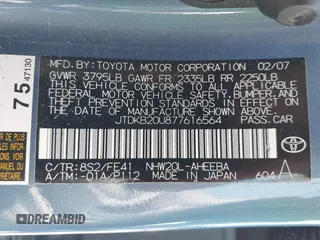 MFD.BY:TOYOTA MOTOR CORPORATION 02/07
GVWR 3795LB GAWR FR 2335LB RR 2250LB
THIS VEHICLE CONFORMS TO ALL APPLICABLE FEDERAL MOTOR VEHICLE SAFETY, BUMPER, AND THEFT PREVENTION STANDARDS IN EFFECT ON THE DATE OF MANUFACTURE SHOWN ABOVE.
JTDKB20U877616564 PASS.CAR
C/TR:8S2/FE41 NHW20L-AHEEBA
A/TM:-01A/P112 MADE IN JAPAN 604 A
75 47130
TOYOTA
DREAMBID